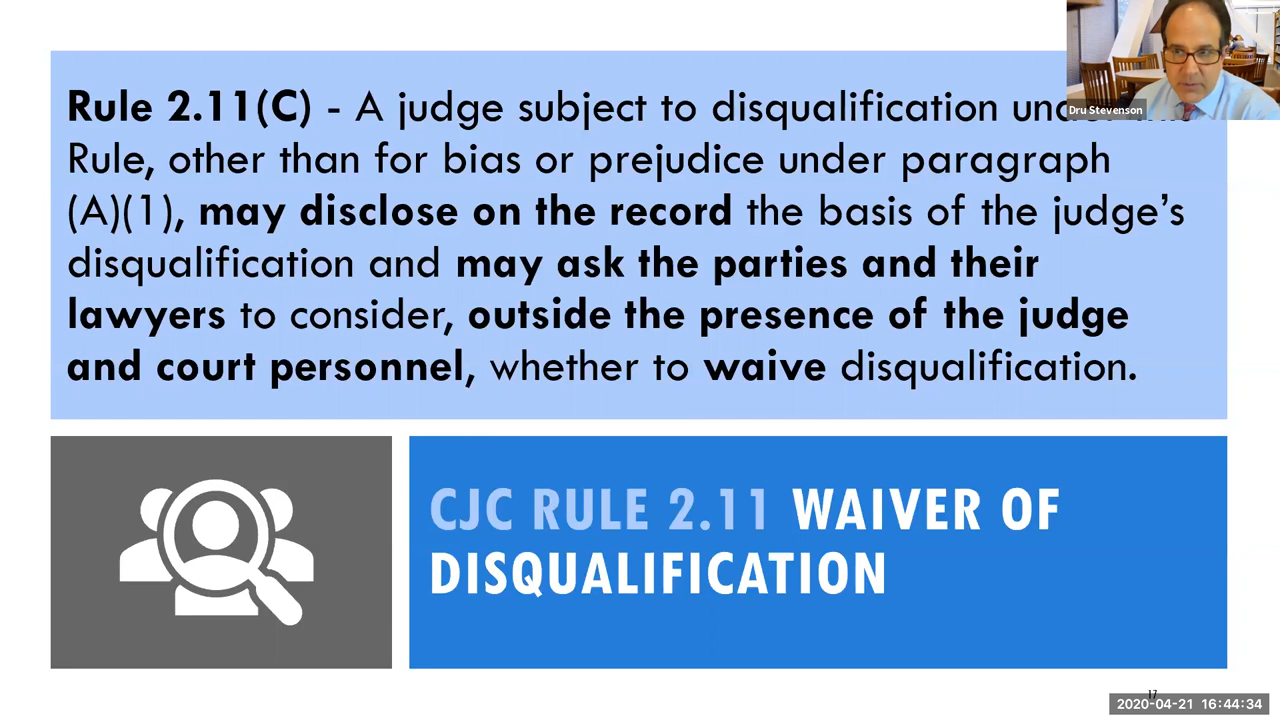 Rule 2.11(C) - A judge subject to disqualification
Rule, other than for bias or prejudice under paragraph
(A)(1), may disclose on the record the basis of the judge’s
disqualification and may ask the parties and their
lawyers to consider, outside the presence of the judge
and court personnel, whether to waive disqualification.
Dru Stevenson
CJC RULE 2.11 WAIVER OF
DISQUALIFICATION
17
2020-04-21 16:44:34